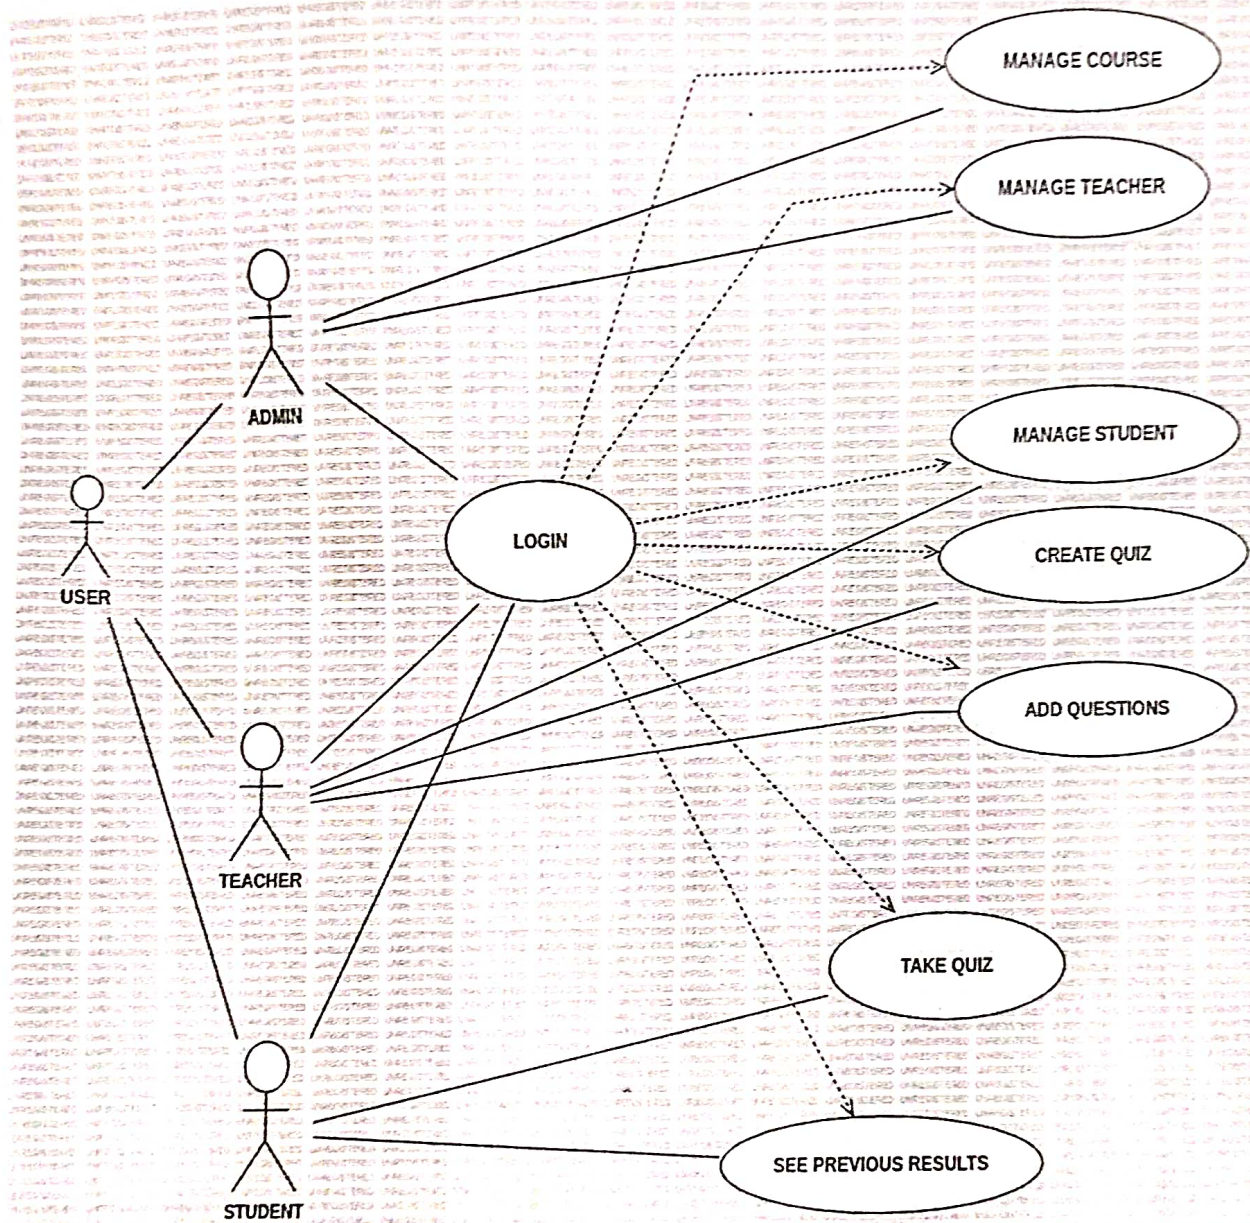 MANAGE COURSE
MANAGE TEACHER
ADMIN
MANAGE STUDENT
LOGIN
CREATE QUIZ
USER
ADD QUESTIONS
TEACHER
TAKE QUIZ
SEE PREVIOUS RESULTS
STUDENT